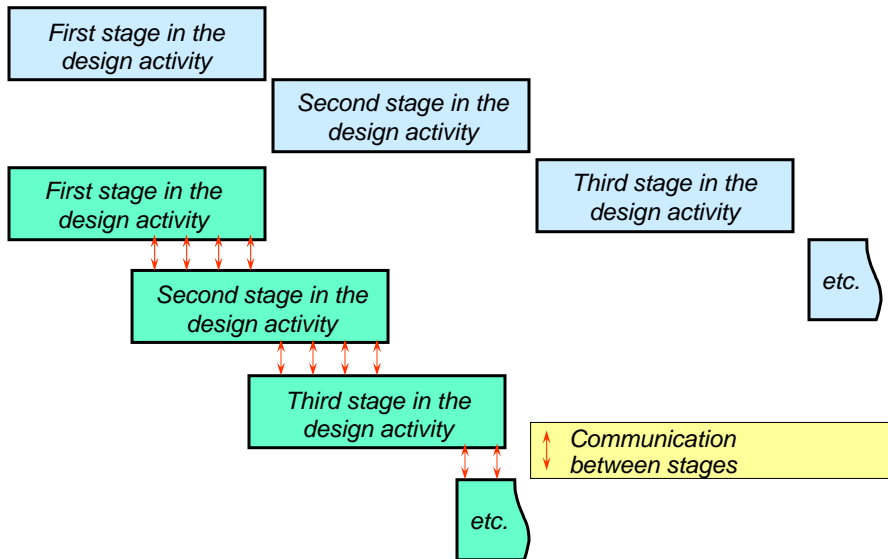 First stage in the
design activity
Second stage in the
design activity
Third stage in the
design activity
etc.
First stage in the
design activity
Second stage in the
design activity
Third stage in the
design activity
etc.
Communication
between stages